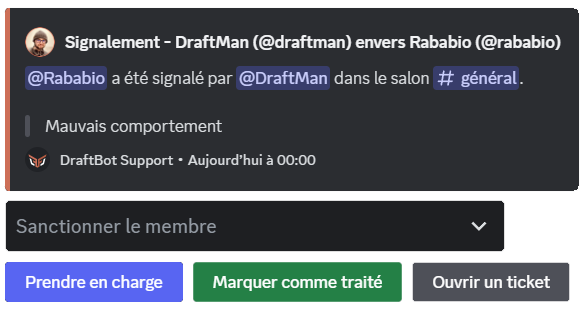 Signalement - DraftMan (@draftman) envers Rababio (@rababio)
@Rababio a été signalé par @DraftMan dans le salon # général.
Mauvais comportement
DraftBot Support • Aujourd'hui à 00:00
Sanctionner le membre
Prendre en charge
Marquer comme traité
Ouvrir un ticket